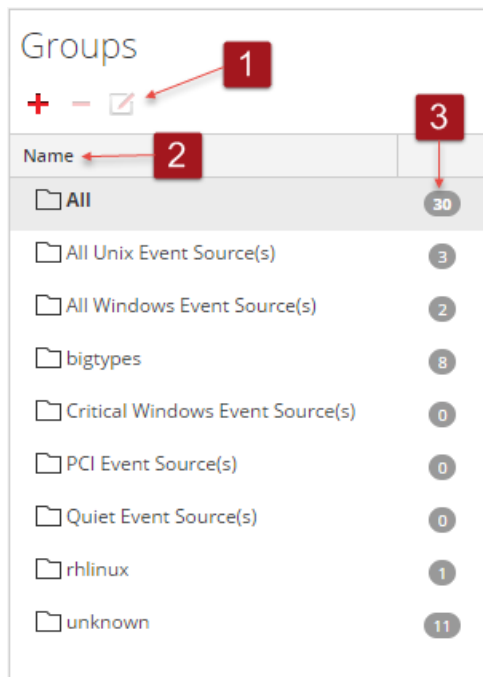 Groups
1
3
Name 2
All 30
All Unix Event Source(s) 3
All Windows Event Source(s) 2
bigtypes 8
Critical Windows Event Source(s) 0
PCI Event Source(s) 0
Quiet Event Source(s) 0
rhlinux 1
unknown 11